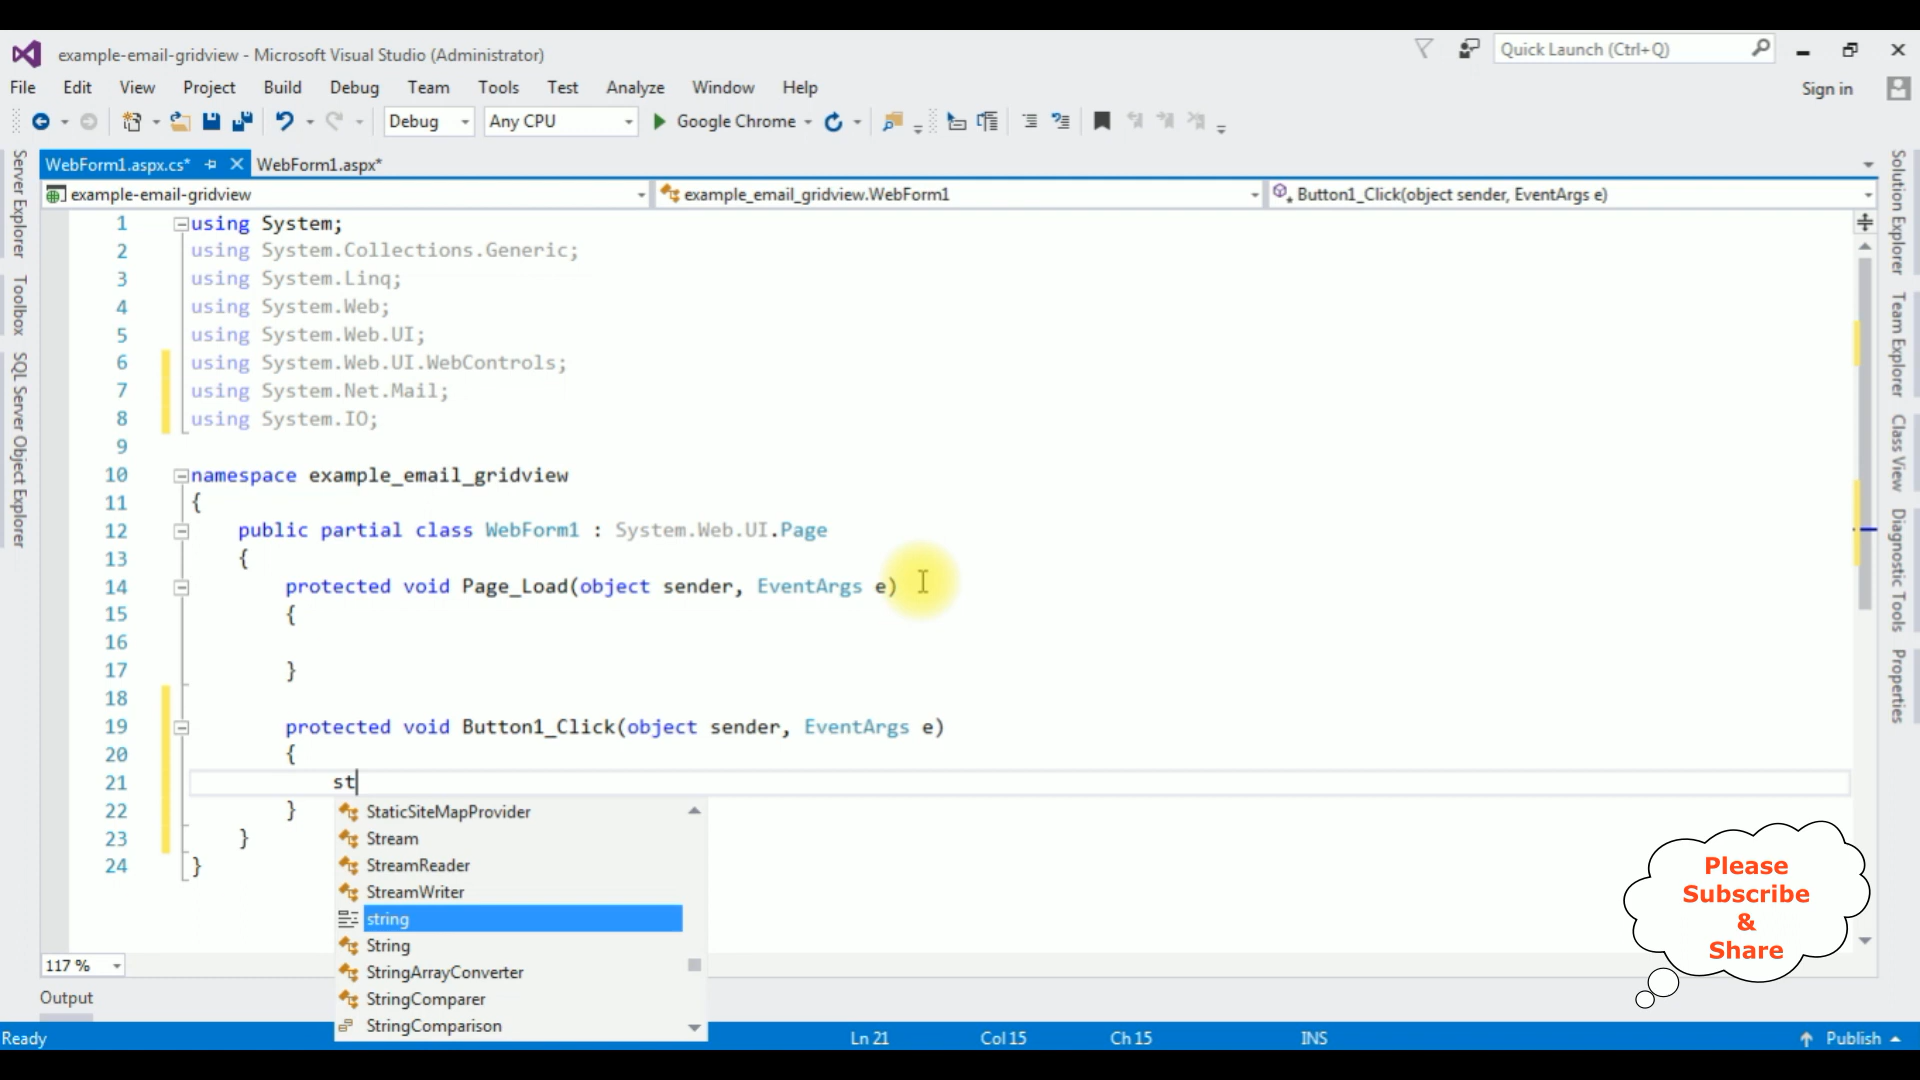 example-email-gridview - Microsoft Visual Studio (Administrator)
Quick Launch (Ctrl+Q)
File Edit View Project Build Debug Team Tools Test Analyze Window Help
Sign in
Debug Any CPU Google Chrome
WebForm1.aspx.cs* WebForm1.aspx*
example-email-gridview example_email_gridview.WebForm1 Button1_Click(object sender, EventArgs e)
Server Explorer
Toolbox
SQL Server Object Explorer
1 using System;
2 using System.Collections.Generic;
3 using System.Linq;
4 using System.Web;
5 using System.Web.UI;
6 using System.Web.UI.WebControls;
7 using System.Net.Mail;
8 using System.IO;
9
10 namespace example_email_gridview
11 {
12 public partial class WebForm1 : System.Web.UI.Page
13 {
14 protected void Page_Load(object sender, EventArgs e)
15 {
16
17 }
18
19 protected void Button1_Click(object sender, EventArgs e)
20 {
21 st
22 }
23 }
24 }
StaticSiteMapProvider
Stream
StreamReader
StreamWriter
string
String
StringArrayConverter
StringComparer
StringComparison
Solution Explorer
Team Explorer
Class View
Diagnostic Tools
Properties
Please
Subscribe
&
Share
117 %
Output
Ready Ln 21 Col 15 Ch 15 INS Publish